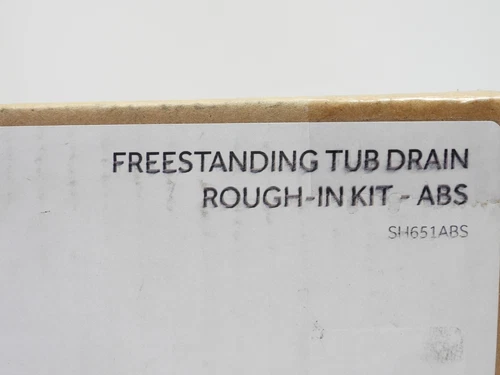 FREESTANDING TUB DRAIN
ROUGH-IN KIT - ABS
SH651ABS